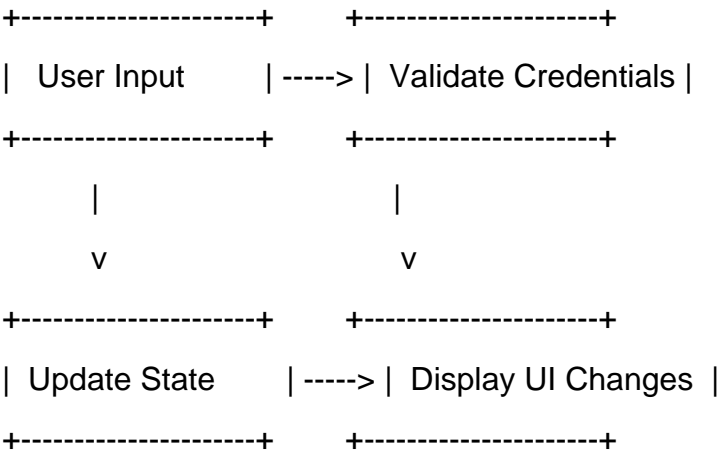 +----------------------+ +----------------------+
| User Input | -----> | Validate Credentials |
+----------------------+ +----------------------+
| |
v v
+----------------------+ +----------------------+
| Update State | -----> | Display UI Changes |
+----------------------+ +----------------------+